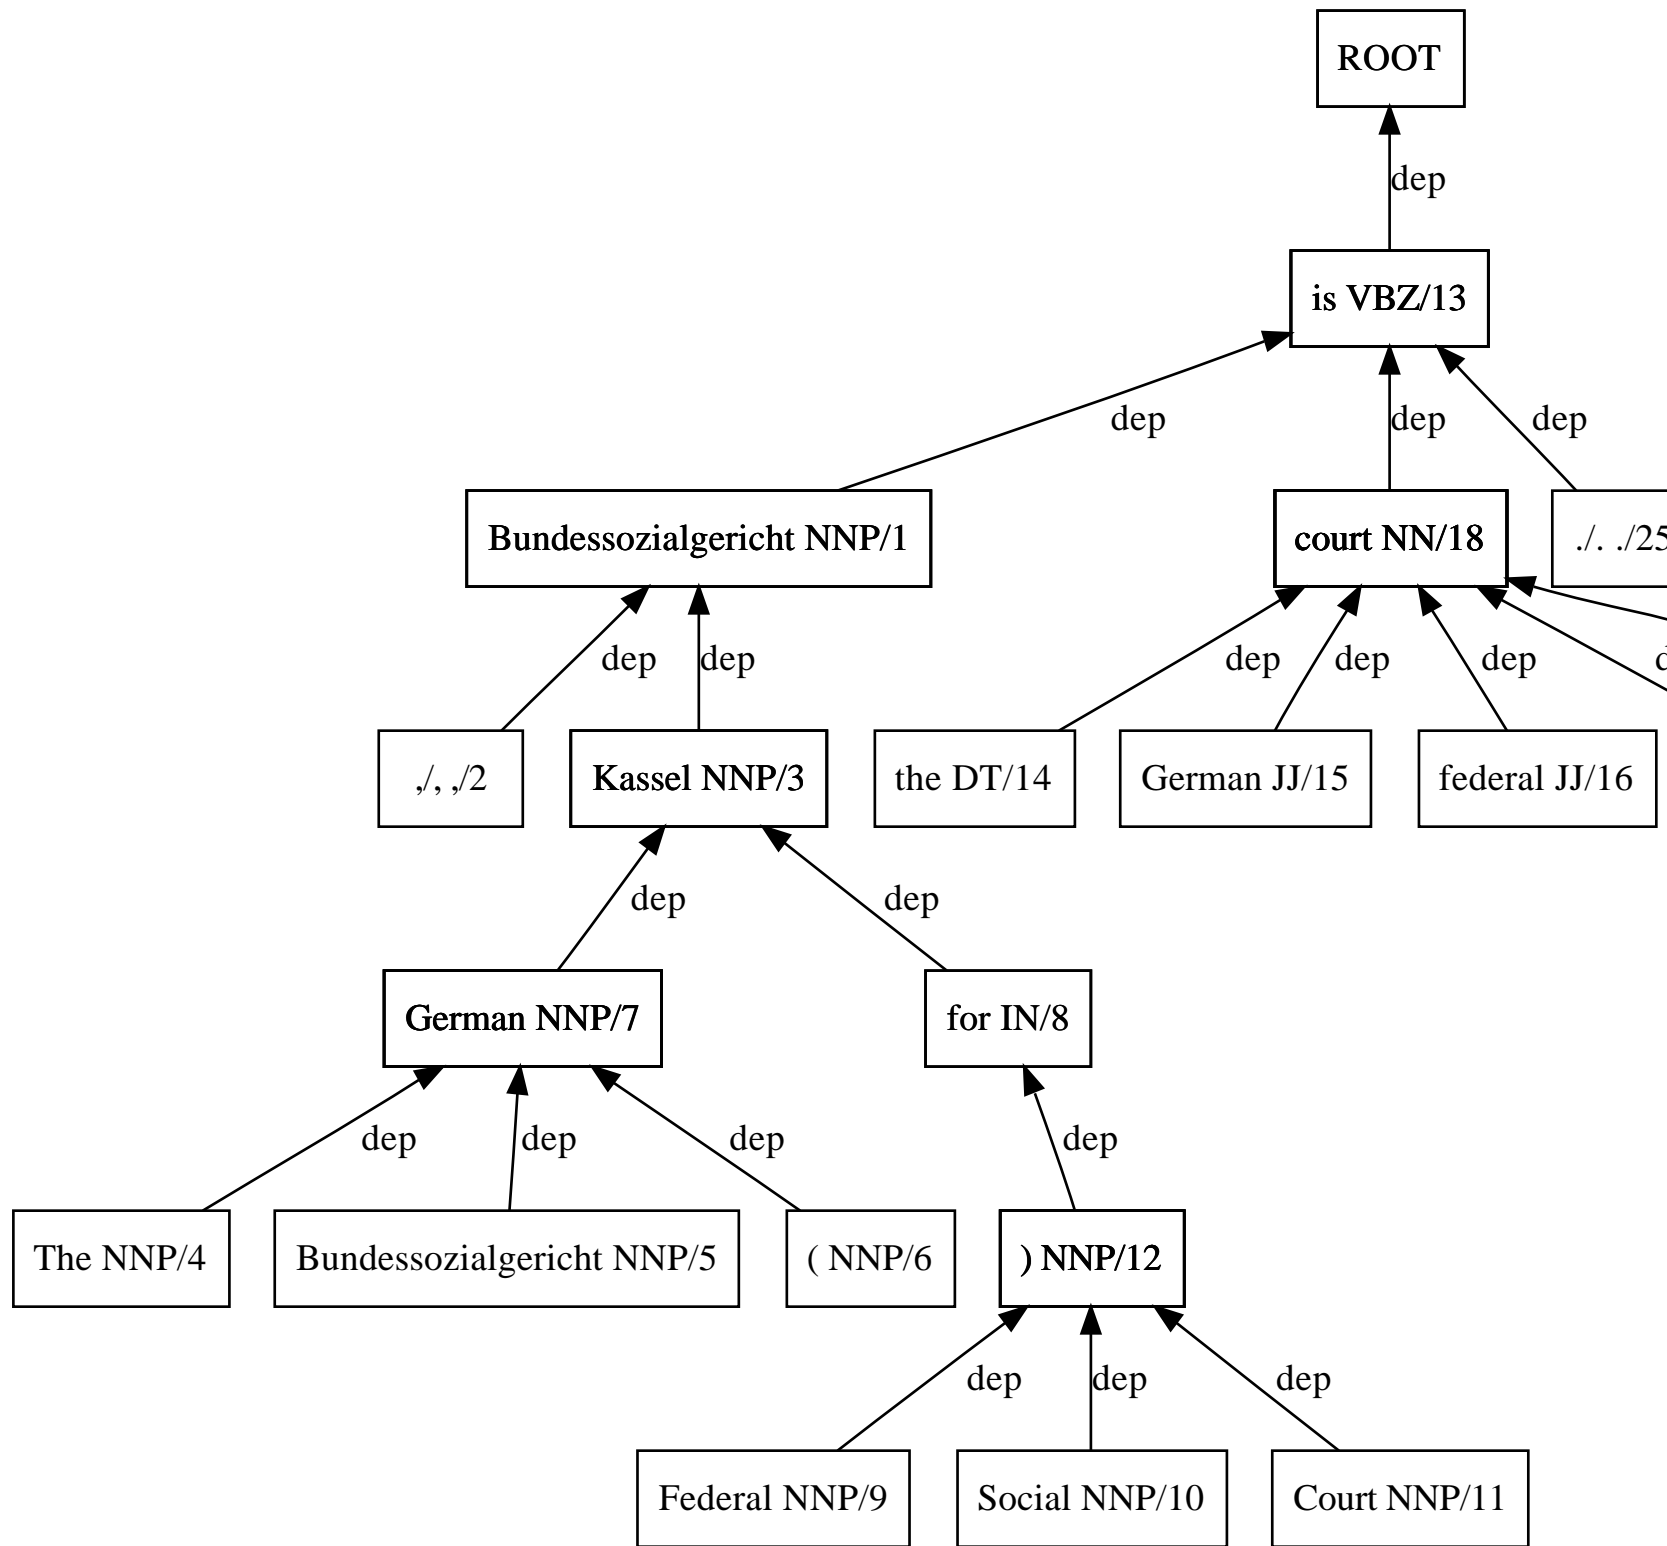 ROOT
dep
is VBZ/13
dep dep dep
Bundessozialgericht NNP/1 court NN/18 ./. ./25
dep dep dep dep dep
,/, ,/2 Kassel NNP/3 the DT/14 German JJ/15 federal JJ/16
dep dep
German NNP/7 for IN/8
dep dep dep dep
The NNP/4 Bundessozialgericht NNP/5 ( NNP/6 ) NNP/12
dep dep dep
Federal NNP/9 Social NNP/10 Court NNP/11